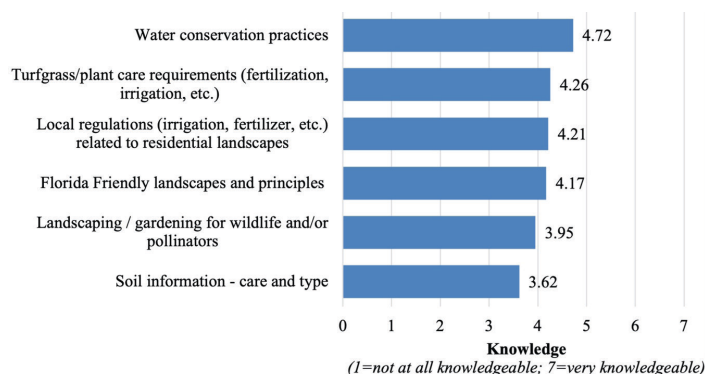 Water conservation practices
4.72
Turfgrass/plant care requirements (fertilization,
irrigation, etc.)
4.26
Local regulations (irrigation, fertilizer, etc.)
related to residential landscapes
4.21
Florida Friendly landscapes and principles
4.17
Landscaping / gardening for wildlife and/or
pollinators
3.95
Soil information - care and type
3.62
0 1 2 3 4 5 6 7
Knowledge
(1=not at all knowledgeable; 7=very knowledgeable)